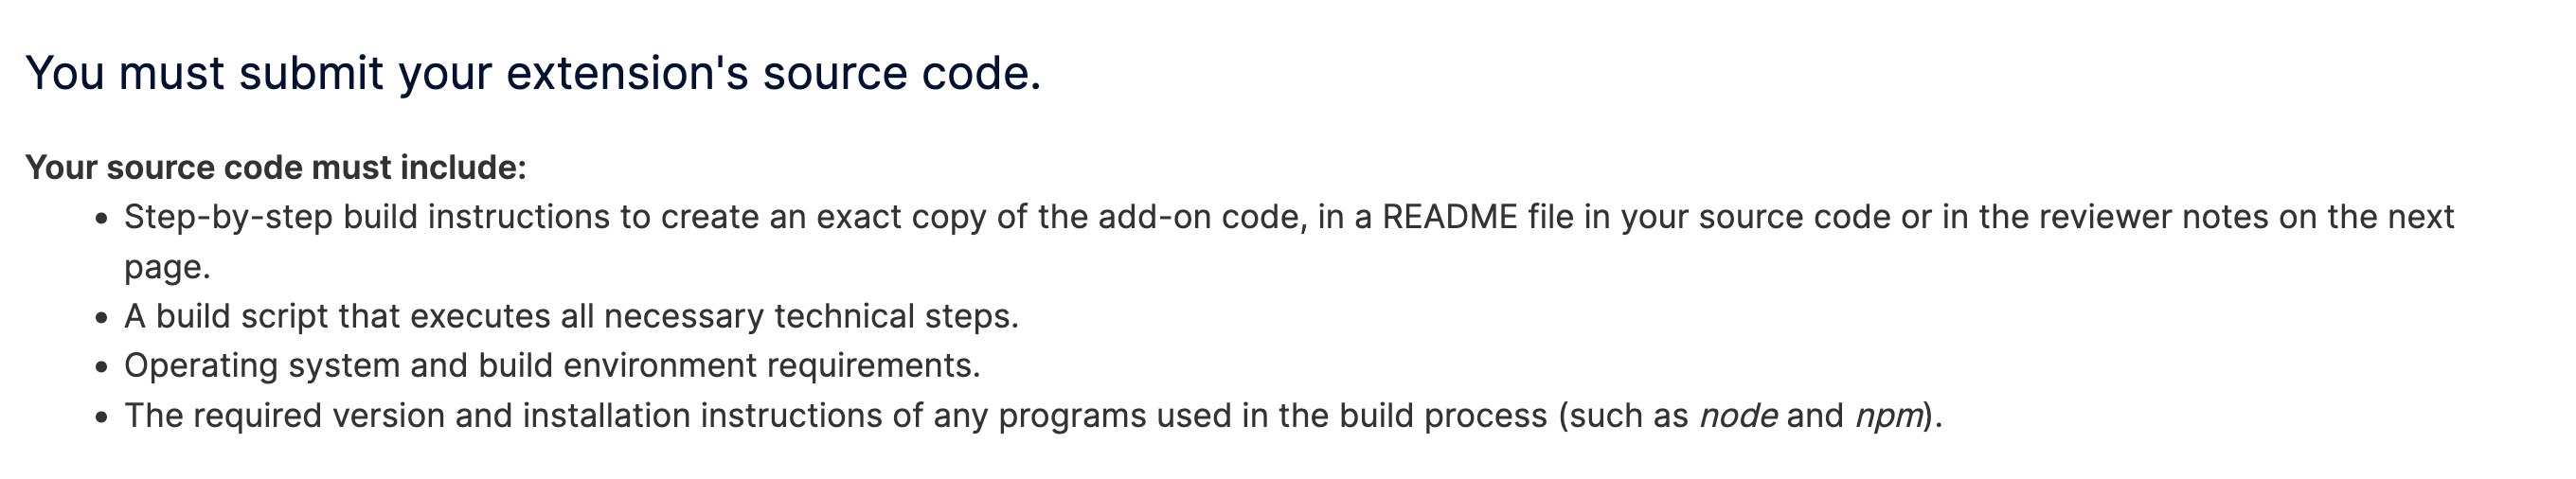 You must submit your extension's source code.
Your source code must include:
• Step-by-step build instructions to create an exact copy of the add-on code, in a README file in your source code or in the reviewer notes on the next
page.
• A build script that executes all necessary technical steps.
• Operating system and build environment requirements.
• The required version and installation instructions of any programs used in the build process (such as node and npm).